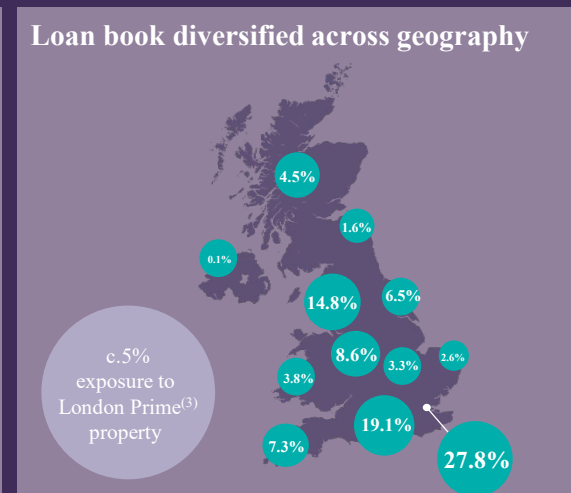 Loan book diversified across geography
4.5%
1.6%
0.1%
14.8%
6.5%
8.6%
3.3%
2.6%
3.8%
c.5%
exposure to
London Prime(3)
property
19.1%
7.3%
27.8%